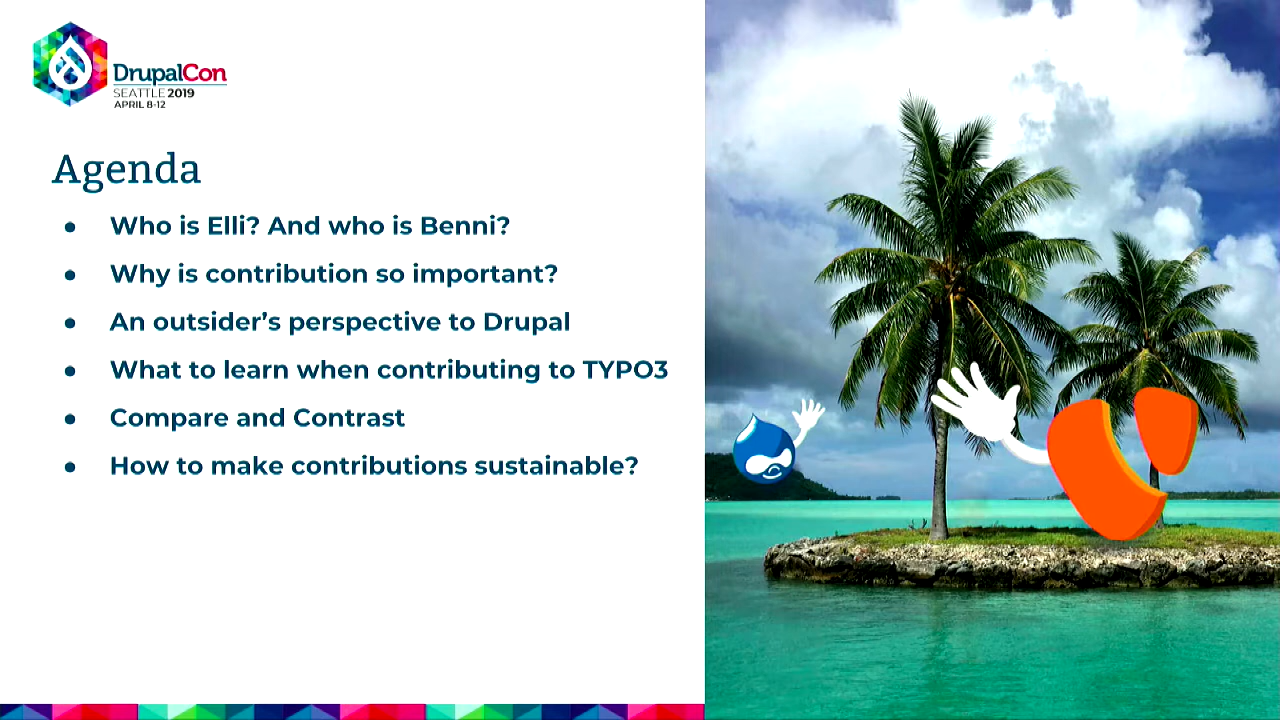 DrupalCon
SEATTLE 2019
APRIL 8-12
Agenda
● Who is Elli? And who is Benni?
● Why is contribution so important?
● An outsider’s perspective to Drupal
● What to learn when contributing to TYPO3
● Compare and Contrast
● How to make contributions sustainable?